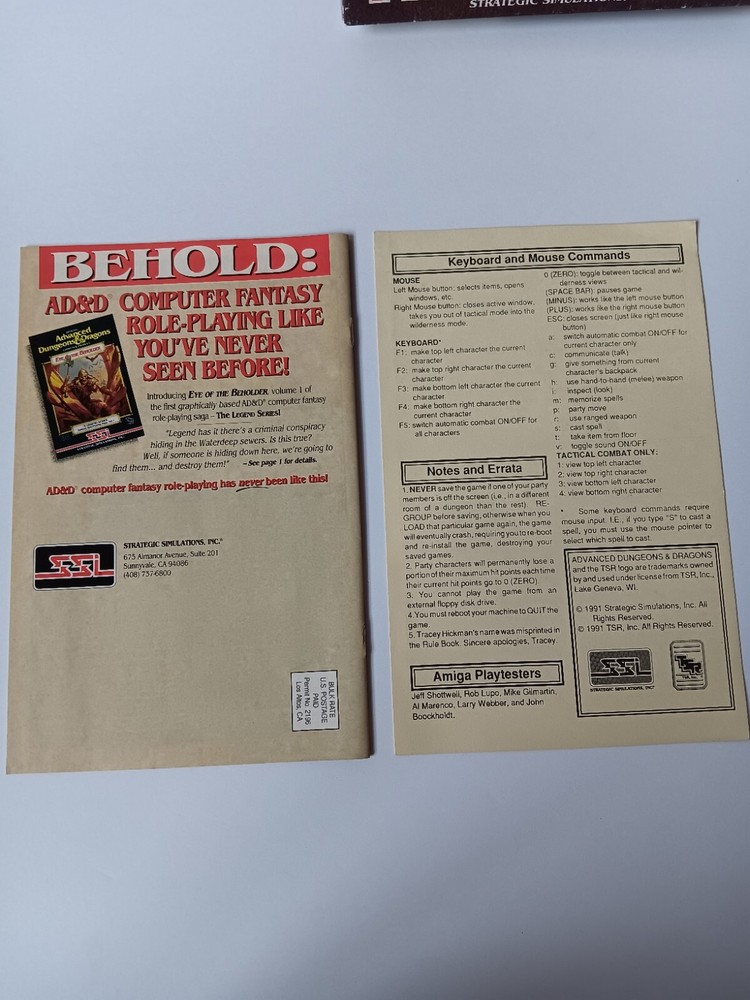 STRATEGIC SIMULATIONS,
BEHOLD:
AD&D COMPUTER FANTASY
ROLE-PLAYING LIKE
YOU'VE NEVER
SEEN BEFORE!
Advanced
Dungeons & Dragons
EYE OF THE BEHOLDER
SSI
Introducing EYE OF THE BEHOLDER, volume 1 of
the first graphically based AD&D computer fantasy
role-playing saga – THE LEGEND SERIES!
"Legend has it there's a criminal conspiracy
hiding in the Waterdeep sewers. Is this true?
Well, if someone is hiding down here, we're going to
find them... and destroy them!" – See page 1 for details.
AD&D computer fantasy role-playing has never been like this!
SSI
STRATEGIC SIMULATIONS, INC.®
675 Almanor Avenue, Suite 201
Sunnyvale, CA 94086
(408) 737-6800
BULK RATE
U.S. POSTAGE
PAID
Permit No. 2196
Los Altos, CA
Keyboard and Mouse Commands
MOUSE
Left Mouse button: selects items, opens
windows, etc.
Right Mouse button: closes active window,
takes you out of tactical mode into the
wilderness mode.
KEYBOARD*
F1: make top left character the current
character
F2: make top right character the current
character
F3: make bottom left character the current
character
F4: make bottom right character the
current character
F5: switch automatic combat ON/OFF for
all characters
0 (ZERO): toggle between tactical and wil-
derness views
(SPACE BAR): pauses game
(MINUS): works like the left mouse button
(PLUS): works like the right mouse button
ESC: closes screen (just like right mouse
button)
a: switch automatic combat ON/OFF for
current character only
c: communicate (talk)
g: give something from current
character's backpack
h: use hand-to-hand (melee) weapon
i: inspect (look)
m: memorize spells
p: party move
r: use ranged weapon
s: cast spell
t: take item from floor
v: toggle sound ON/OFF
TACTICAL COMBAT ONLY:
1: view top left character
2: view top right character
3: view bottom left character
4: view bottom right character
* Some keyboard commands require
mouse input. I.E., if you type "S" to cast a
spell, you must use the mouse pointer to
select which spell to cast.
Notes and Errata
1. NEVER save the game if one of your party
members is off the screen (i.e., in a different
room of a dungeon than the rest). RE-
GROUP before saving, otherwise when you
LOAD that particular game again, the game
will eventually crash, requiring you to re-boot
and re-install the game, destroying your
saved games.
2. Party characters will permanently lose a
portion of their maximum hit points each time
their current hit points go to 0 (ZERO).
3. You cannot play the game from an
external floppy disk drive.
4. You must reboot your machine to QUIT the
game.
5. Tracey Hickman's name was misprinted in
the Rule Book. Sincere apologies, Tracey.
Amiga Playtesters
Jeff Shottwell, Rob Lupo, Mike Gilmartin,
Al Marenco, Larry Webber, and John
Boockholdt.
ADVANCED DUNGEONS & DRAGONS
and the TSR logo are trademarks owned
by and used under license from TSR, Inc.,
Lake Geneva, WI.
© 1991 Strategic Simulations, Inc. All
Rights Reserved.
© 1991 TSR, Inc. All Rights Reserved.
SSI
STRATEGIC SIMULATIONS, INC.®
TSR
TSR, Inc.